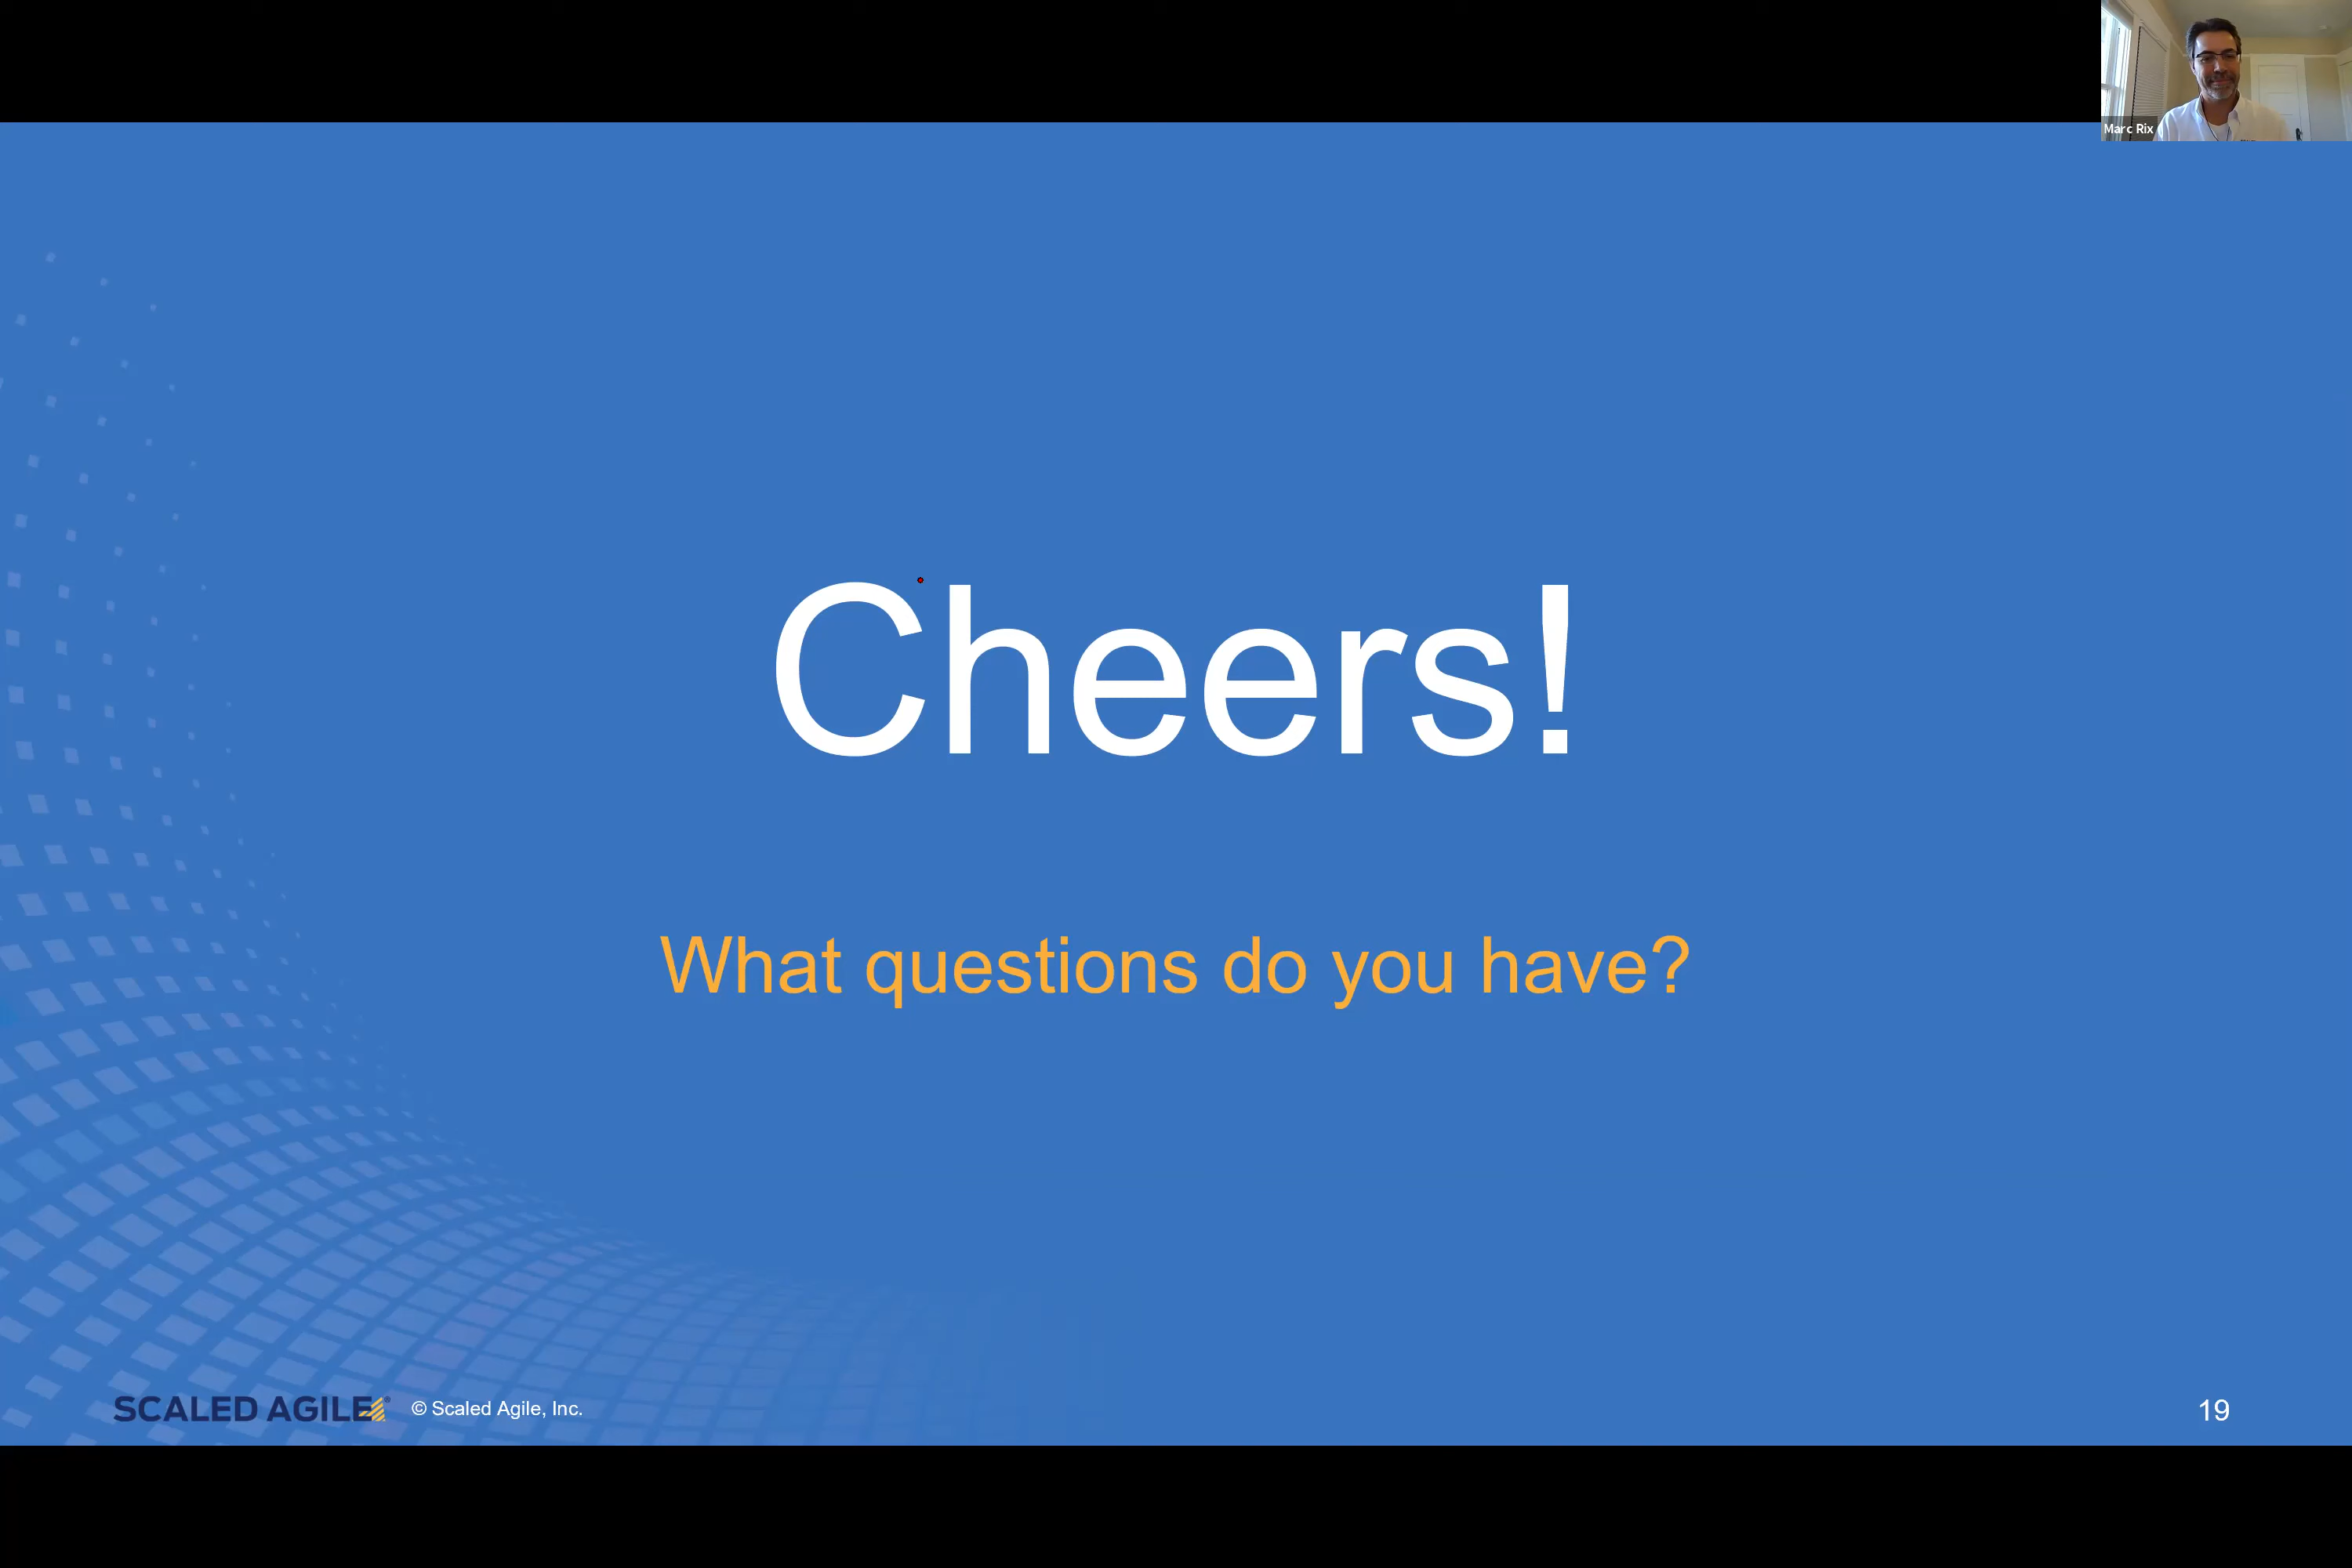 Marc Rix
Cheers!
What questions do you have?
SCALED AGILE® © Scaled Agile, Inc.
19